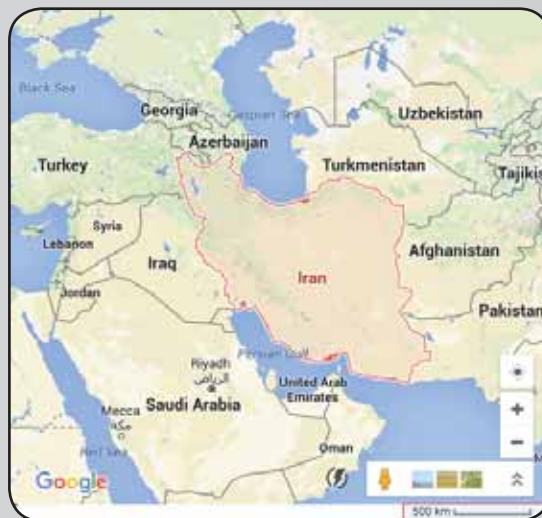 Black Sea
Georgia
Caspian Sea
Uzbekistan
Azerbaijan
Turkey
Turkmenistan
Tajikis
Syria
Lebanon
Afghanistan
Iraq
Iran
Jordan
Pakistan
Persian Gulf
Riyadh
الرياض
United Arab
Emirates
Saudi Arabia
Mecca
مكة
Red Sea
Oman
Google
500 km